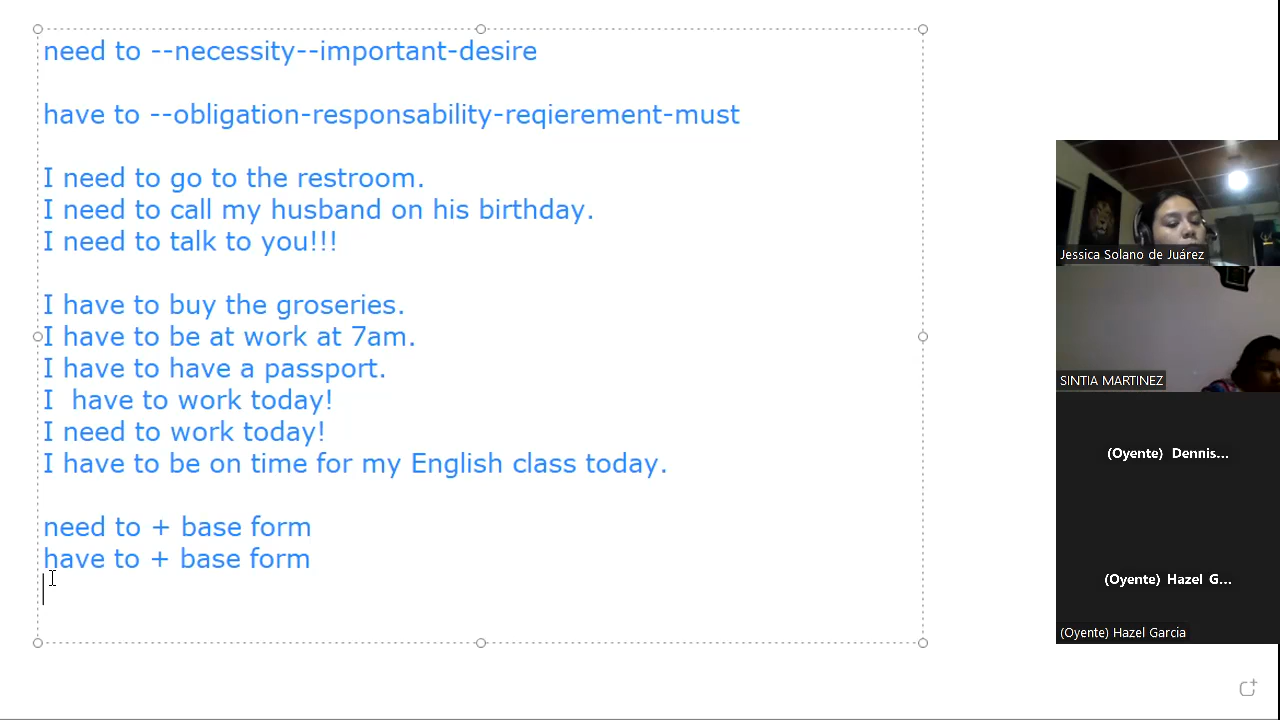 need to --necessity--important-desire
have to --obligation-responsability-reqierement-must
I need to go to the restroom.
I need to call my husband on his birthday.
I need to talk to you!!!
I have to buy the groseries.
I have to be at work at 7am.
I have to have a passport.
I  have to work today!
I need to work today!
I have to be on time for my English class today.
need to + base form
have to + base form
Jessica Solano de Juárez
SINTIA MARTINEZ
(Oyente) Dennis...
(Oyente) Hazel G...
(Oyente) Hazel Garcia